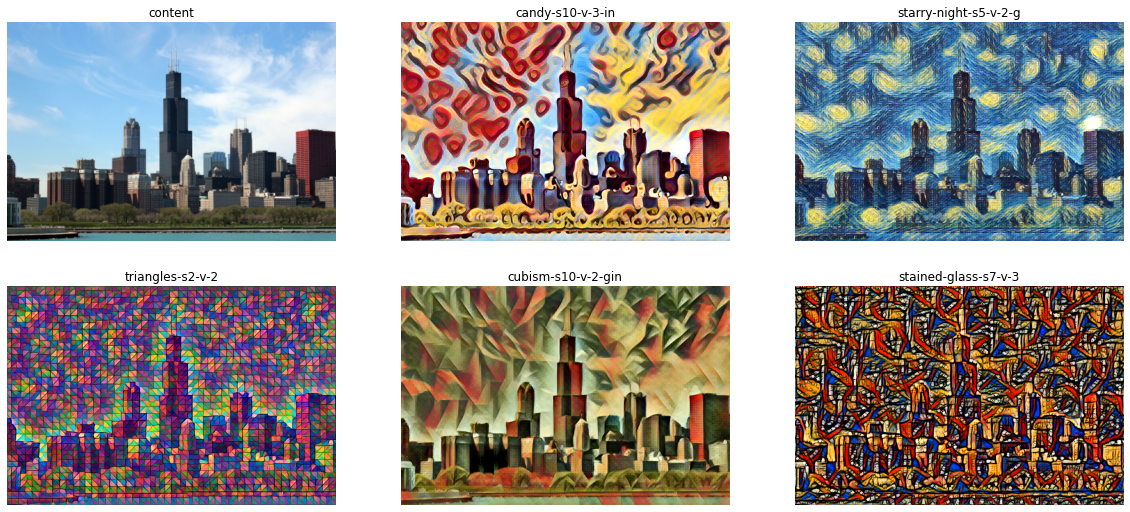 content
candy-s10-v-3-in
starry-night-s5-v-2-g
triangles-s2-v-2
cubism-s10-v-2-gin
stained-glass-s7-v-3